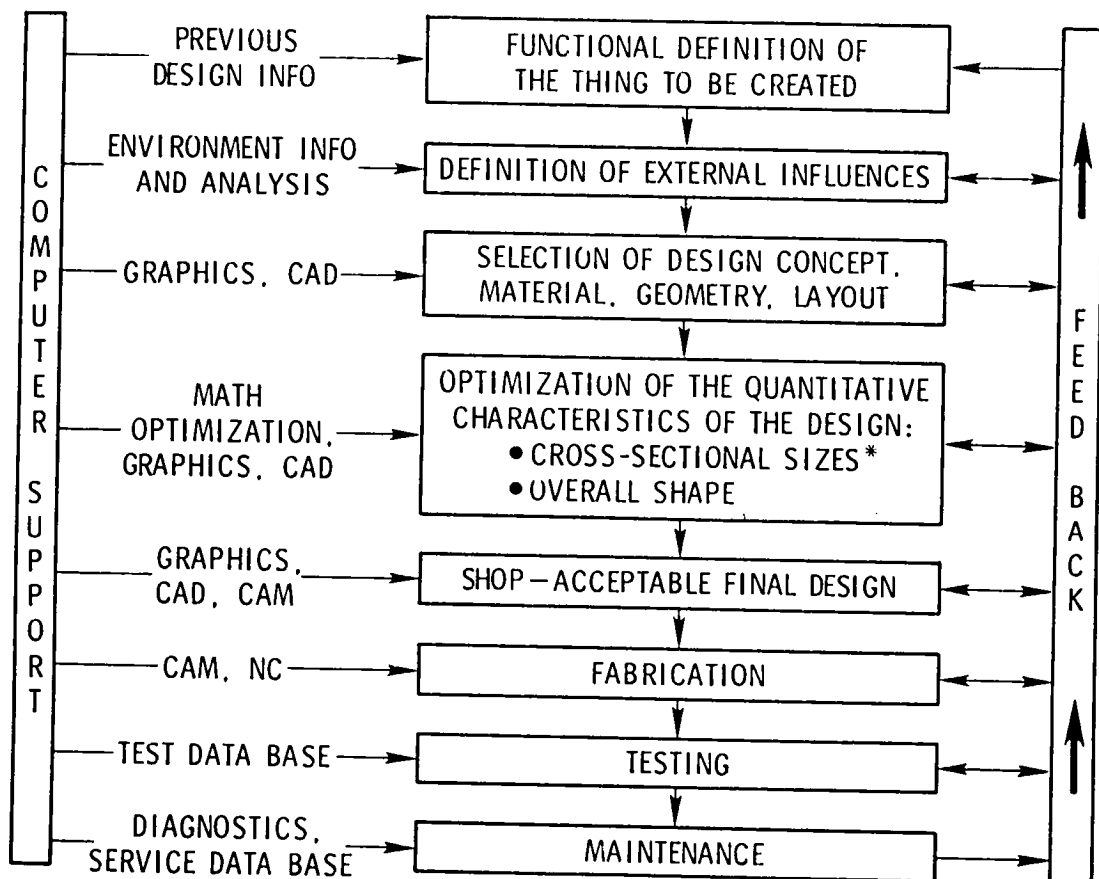 PREVIOUS
DESIGN INFO
FUNCTIONAL DEFINITION OF
THE THING TO BE CREATED
ENVIRONMENT INFO
AND ANALYSIS
DEFINITION OF EXTERNAL INFLUENCES
GRAPHICS, CAD
SELECTION OF DESIGN CONCEPT,
MATERIAL, GEOMETRY, LAYOUT
MATH
OPTIMIZATION,
GRAPHICS, CAD
OPTIMIZATION OF THE QUANTITATIVE
CHARACTERISTICS OF THE DESIGN:
• CROSS-SECTIONAL SIZES*
• OVERALL SHAPE
GRAPHICS,
CAD, CAM
SHOP—ACCEPTABLE FINAL DESIGN
CAM, NC
FABRICATION
TEST DATA BASE
TESTING
DIAGNOSTICS,
SERVICE DATA BASE
MAINTENANCE
COMPUTER SUPPORT
FEED BACK